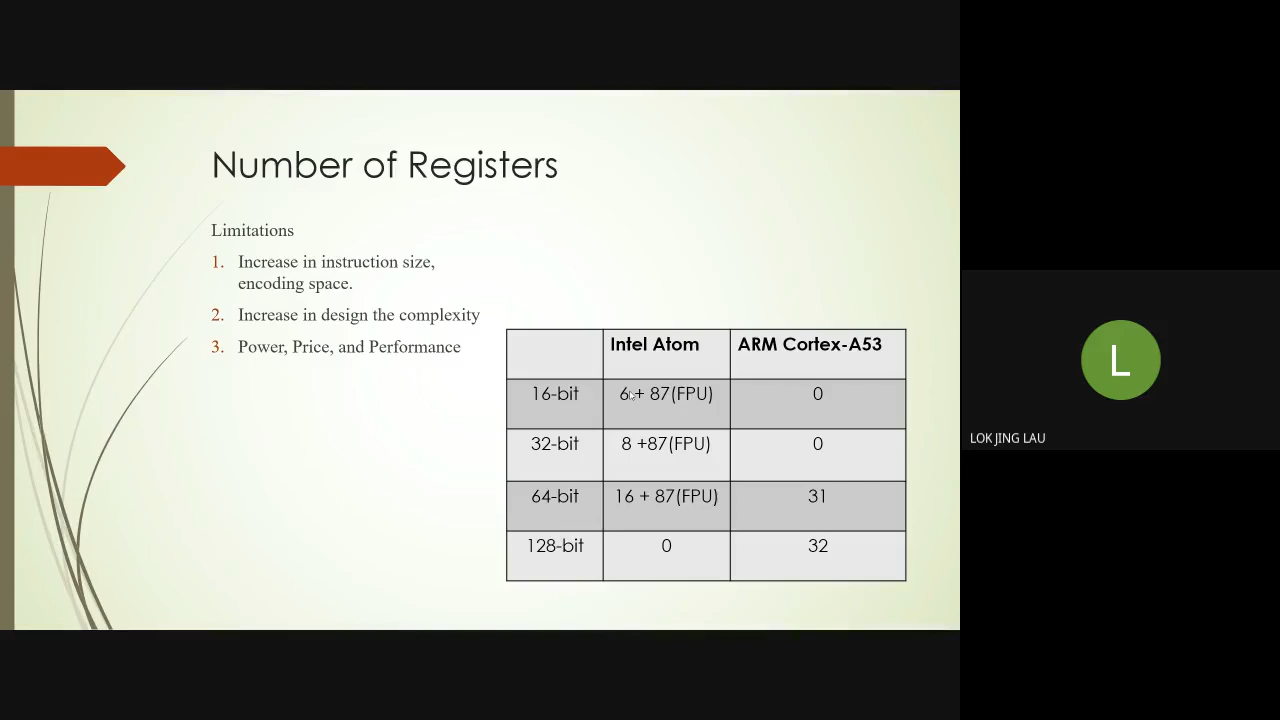 Number of Registers
Limitations
1. Increase in instruction size,
encoding space.
2. Increase in design the complexity
3. Power, Price, and Performance
Intel Atom ARM Cortex-A53
16-bit 6 + 87(FPU) 0
32-bit 8 +87(FPU) 0
64-bit 16 + 87(FPU) 31
128-bit 0 32
L
LOK JING LAU